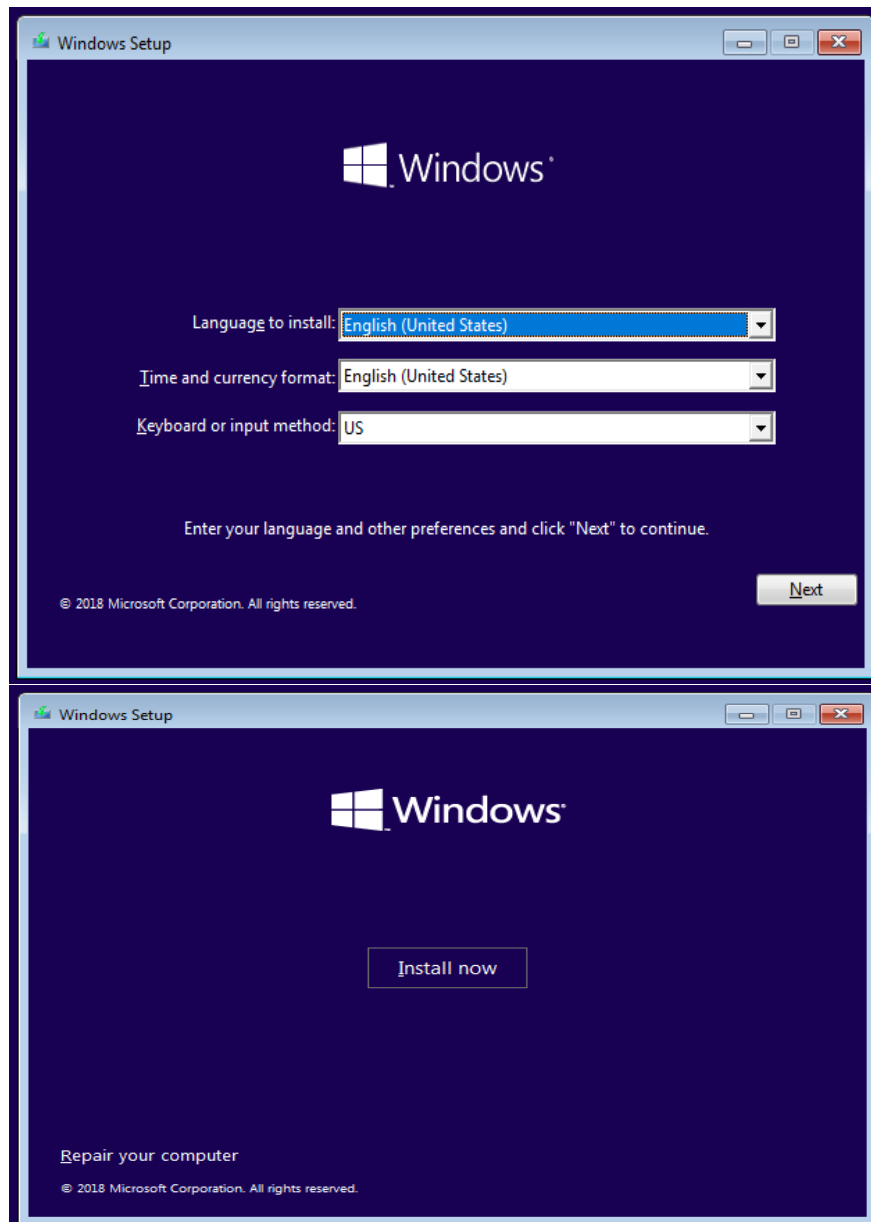 Windows Setup
Windows
Language to install: English (United States)
Time and currency format: English (United States)
Keyboard or input method: US
Enter your language and other preferences and click "Next" to continue.
Next
© 2018 Microsoft Corporation. All rights reserved.
Windows Setup
Windows
Install now
Repair your computer
© 2018 Microsoft Corporation. All rights reserved.